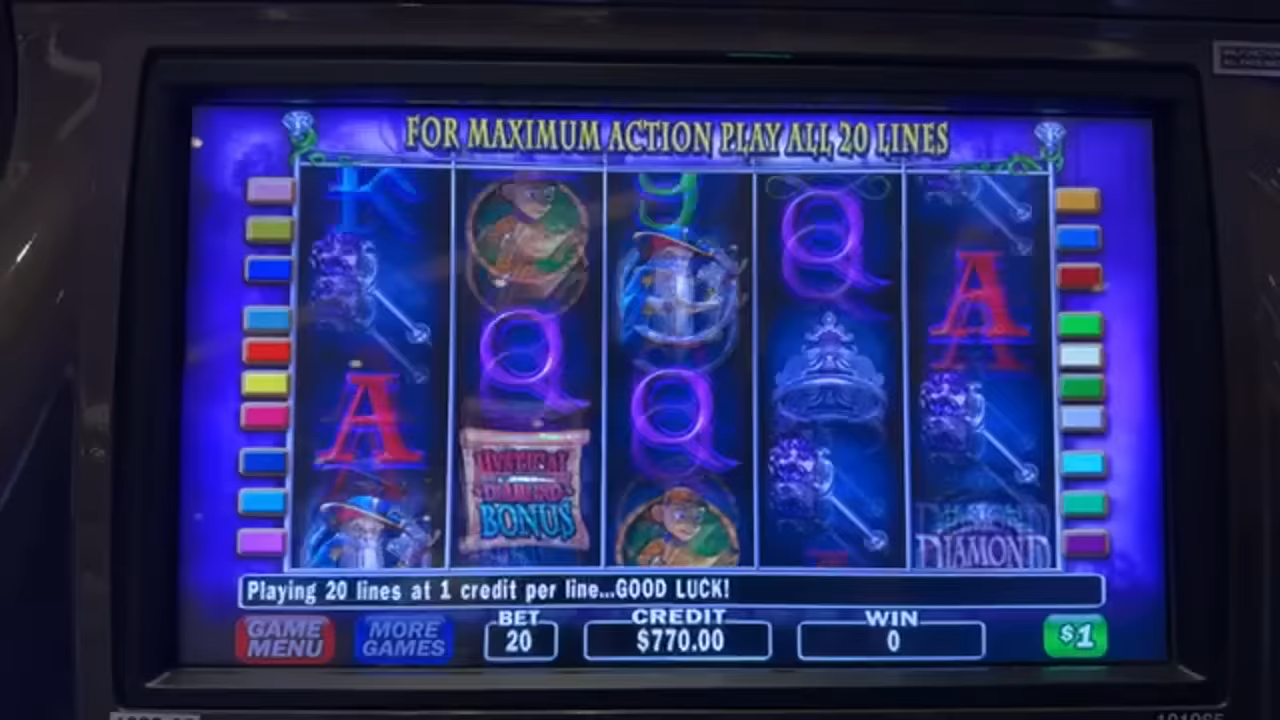 FOR MAXIMUM ACTION PLAY ALL 20 LINES
K
9
Q
A
Q
A
Q
MYSTICAL
DIAMOND
BONUS
DIAMOND
Playing 20 lines at 1 credit per line...GOOD LUCK!
GAME MENU
MORE GAMES
BET
20
CREDIT
$770.00
WIN
0
$1